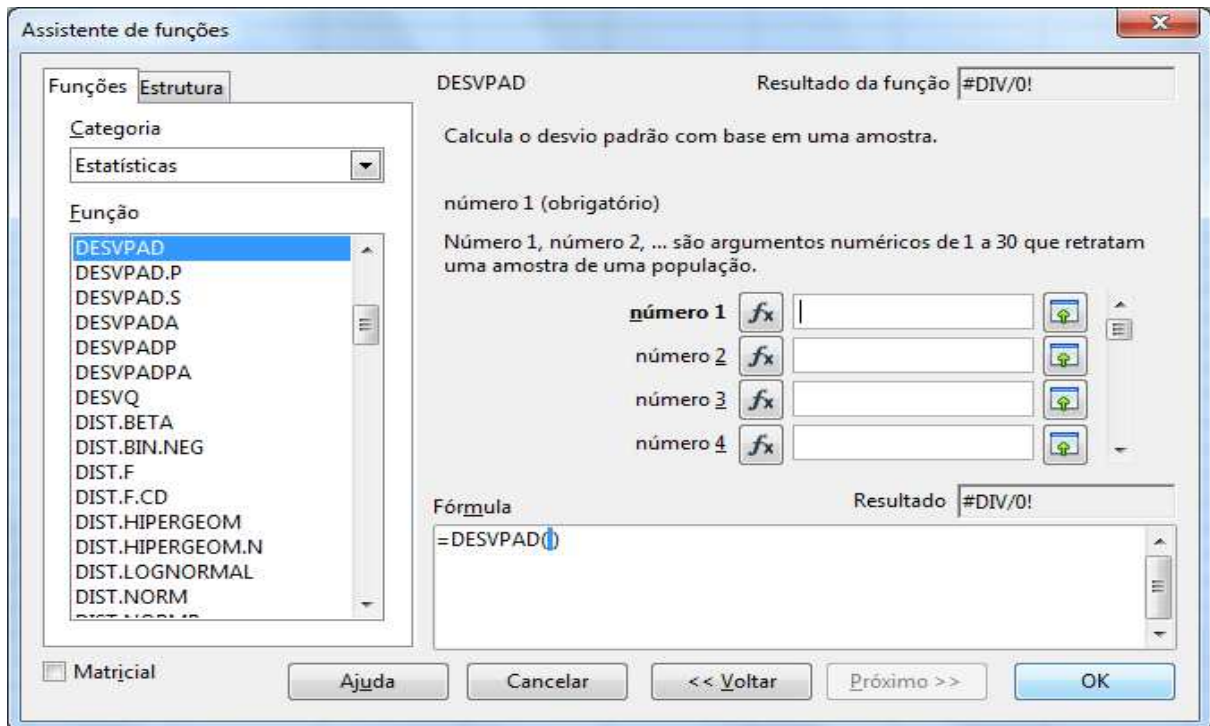 Assistente de funções
Funções Estrutura
Categoria
Estatísticas
Função
DESVPAD
DESVPAD.P
DESVPAD.S
DESVPADA
DESVPADP
DESVPADPA
DESVQ
DIST.BETA
DIST.BIN.NEG
DIST.F
DIST.F.CD
DIST.HIPERGEOM
DIST.HIPERGEOM.N
DIST.LOGNORMAL
DIST.NORM
DESVPAD
Resultado da função #DIV/0!
Calcula o desvio padrão com base em uma amostra.
número 1 (obrigatório)
Número 1, número 2, ... são argumentos numéricos de 1 a 30 que retratam
uma amostra de uma população.
número 1 fx
número 2 fx
número 3 fx
número 4 fx
Fórmula
Resultado #DIV/0!
=DESVPAD()
Matricial
Ajuda
Cancelar
<< Voltar
Próximo >>
OK